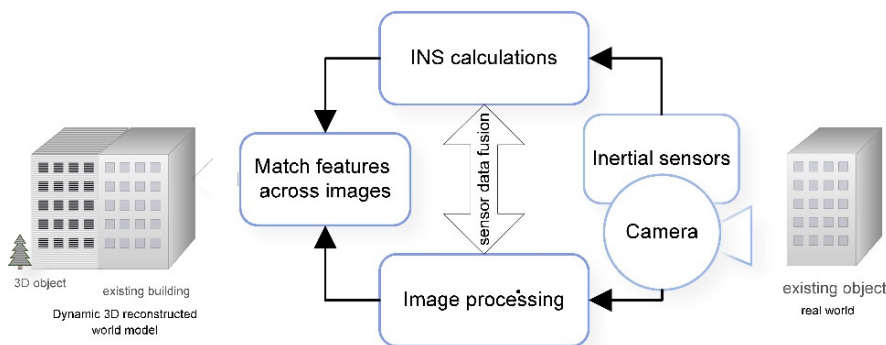 INS calculations
Match features
across images
sensor data fusion
Inertial sensors
Camera
Image processing
3D object
existing building
Dynamic 3D reconstructed
world model
existing object
real world